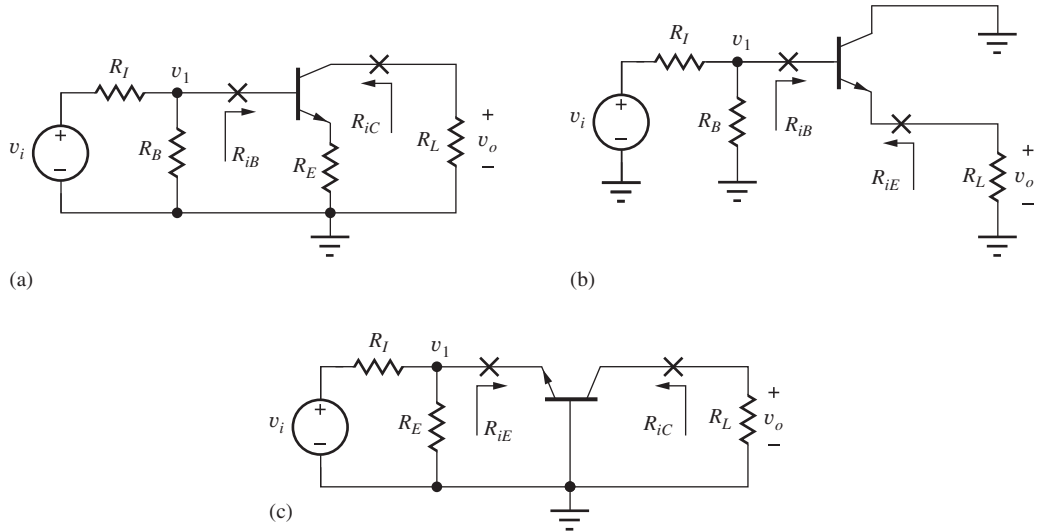 R_I
v_1
v_i
+
−
R_B
R_iB
R_iC
R_E
R_L
+
v_o
−
(a)
R_I
v_1
v_i
+
−
R_B
R_iB
R_iE
R_L
+
v_o
−
(b)
R_I
v_1
v_i
+
−
R_E
R_iE
R_iC
R_L
+
v_o
−
(c)